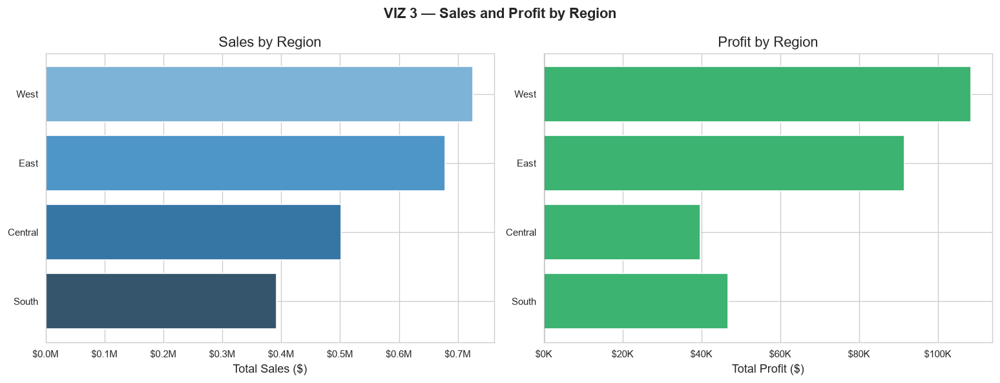 VIZ 3 — Sales and Profit by Region
Sales by Region
West
East
Central
South
$0.0M $0.1M $0.2M $0.3M $0.4M $0.5M $0.6M $0.7M
Total Sales ($)
Profit by Region
West
East
Central
South
$0K $20K $40K $60K $80K $100K
Total Profit ($)